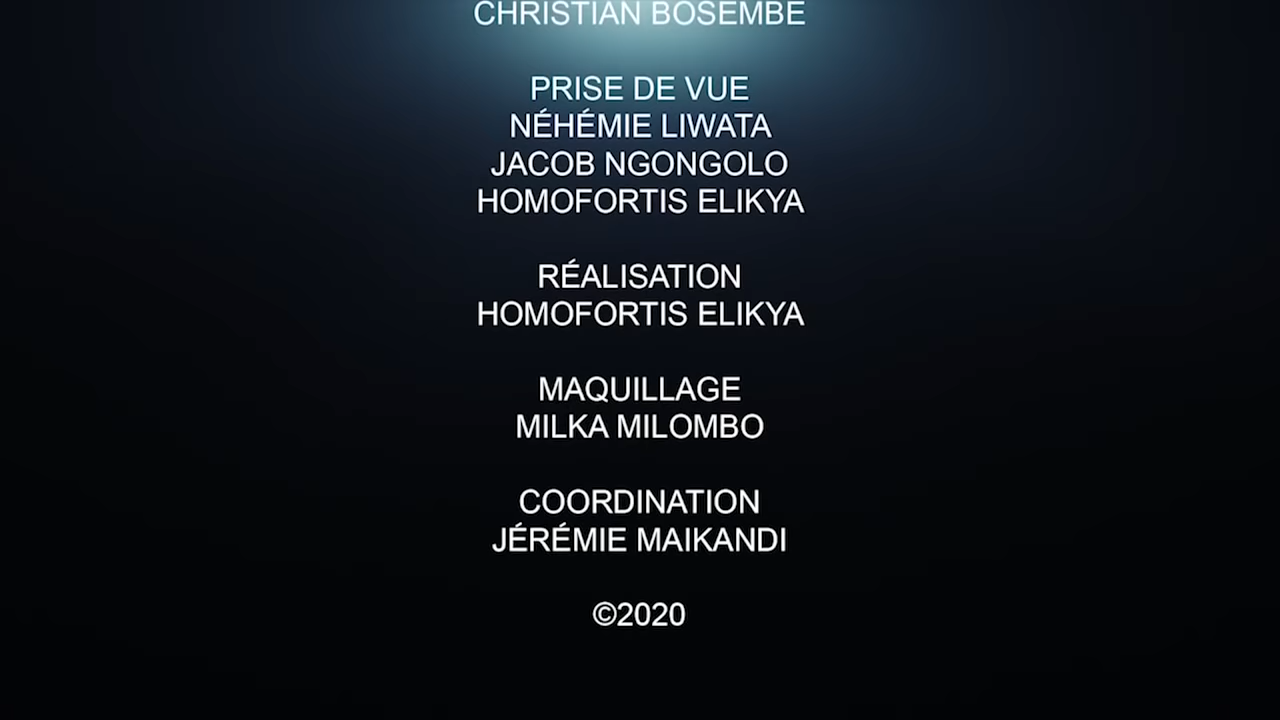 CHRISTIAN BOSEMBE
PRISE DE VUE
NÉHÉMIE LIWATA
JACOB NGONGOLO
HOMOFORTIS ELIKYA
RÉALISATION
HOMOFORTIS ELIKYA
MAQUILLAGE
MILKA MILOMBO
COORDINATION
JÉRÉMIE MAIKANDI
©2020